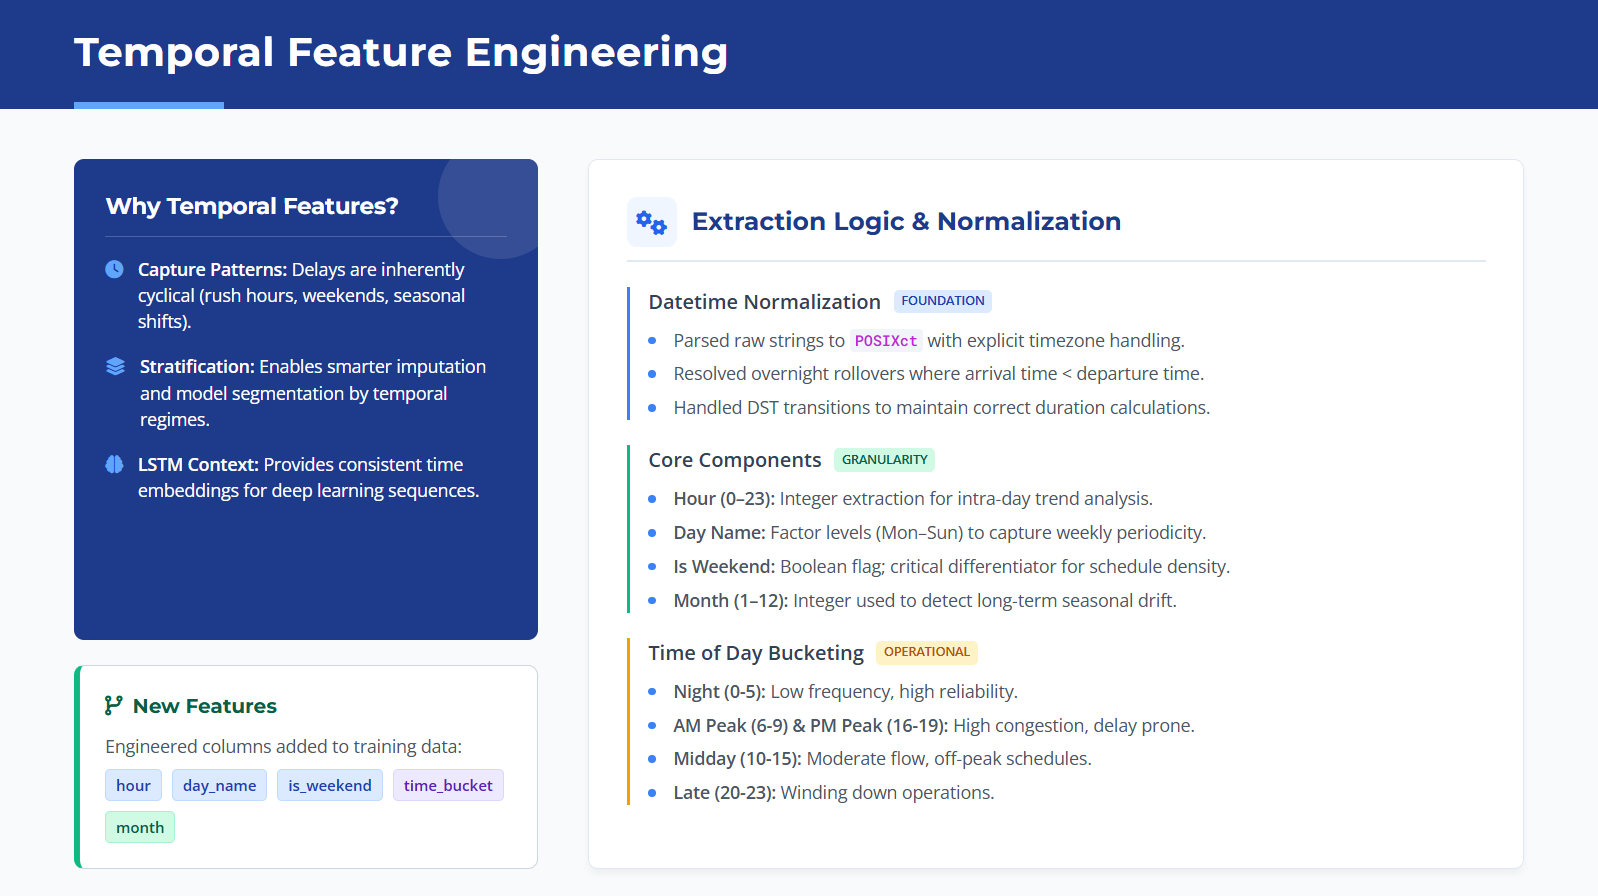 Temporal Feature Engineering
Why Temporal Features?
Capture Patterns: Delays are inherently
cyclical (rush hours, weekends, seasonal
shifts).
Stratification: Enables smarter imputation
and model segmentation by temporal
regimes.
LSTM Context: Provides consistent time
embeddings for deep learning sequences.
New Features
Engineered columns added to training data:
hour day_name is_weekend time_bucket
month
Extraction Logic & Normalization
Datetime Normalization FOUNDATION
Parsed raw strings to POSIXct with explicit timezone handling.
Resolved overnight rollovers where arrival time < departure time.
Handled DST transitions to maintain correct duration calculations.
Core Components GRANULARITY
Hour (0–23): Integer extraction for intra-day trend analysis.
Day Name: Factor levels (Mon–Sun) to capture weekly periodicity.
Is Weekend: Boolean flag; critical differentiator for schedule density.
Month (1–12): Integer used to detect long-term seasonal drift.
Time of Day Bucketing OPERATIONAL
Night (0-5): Low frequency, high reliability.
AM Peak (6-9) & PM Peak (16-19): High congestion, delay prone.
Midday (10-15): Moderate flow, off-peak schedules.
Late (20-23): Winding down operations.